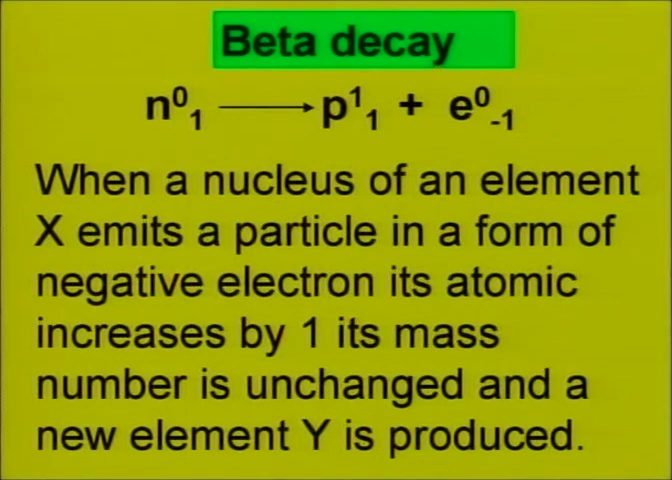 Beta decay
n⁰₁ ⟶ p¹₁ + e⁰₋₁
When a nucleus of an element
X emits a particle in a form of
negative electron its atomic
increases by 1 its mass
number is unchanged and a
new element Y is produced.